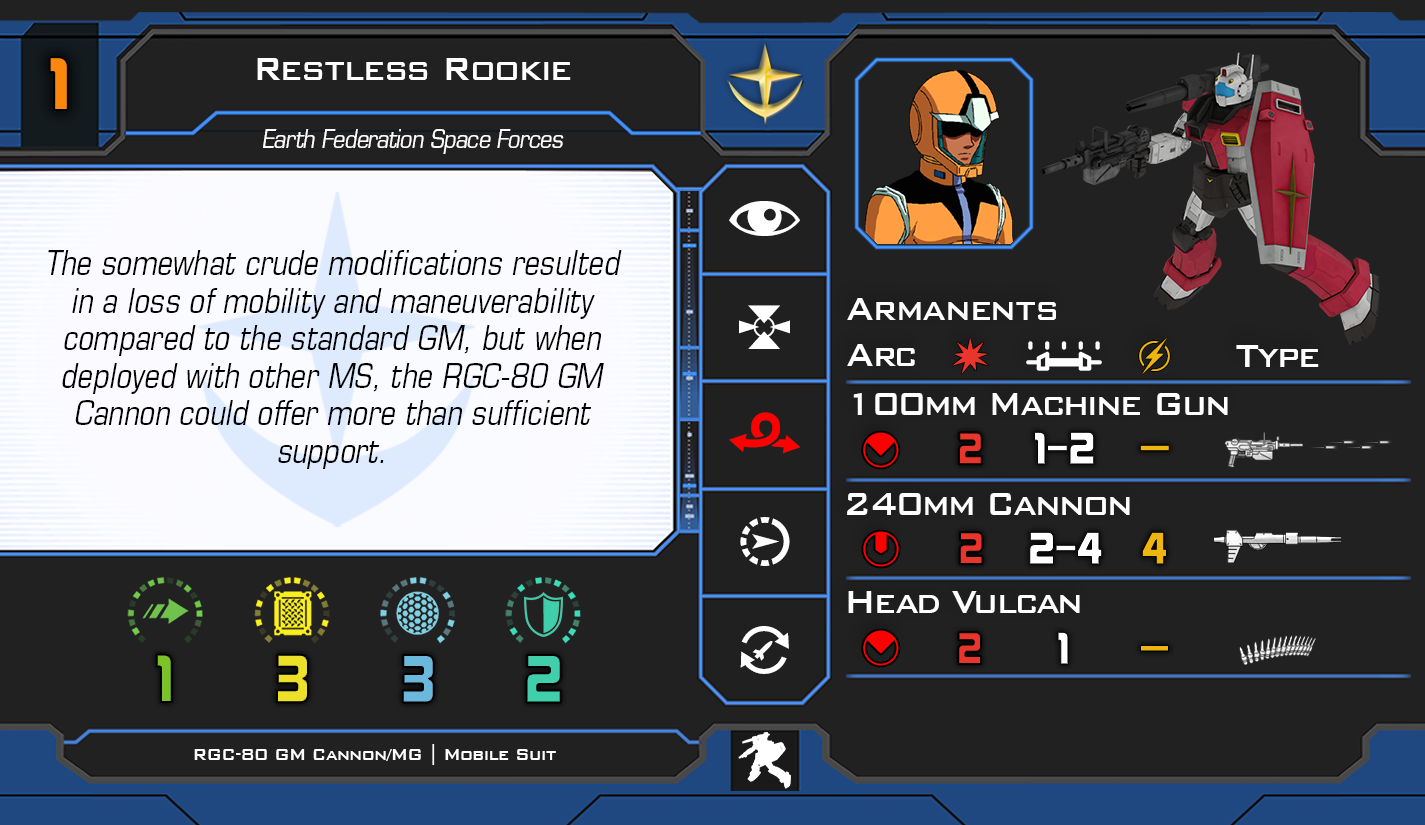 1
Restless Rookie
Earth Federation Space Forces
The somewhat crude modifications resulted
in a loss of mobility and maneuverability
compared to the standard GM, but when
deployed with other MS, the RGC-80 GM
Cannon could offer more than sufficient
support.
1 3 3 2
RGC-80 GM Cannon/MG | Mobile Suit
Armanents
Arc Type
100mm Machine Gun
2 1-2 –
240mm Cannon
2 2-4 4
Head Vulcan
2 1 –